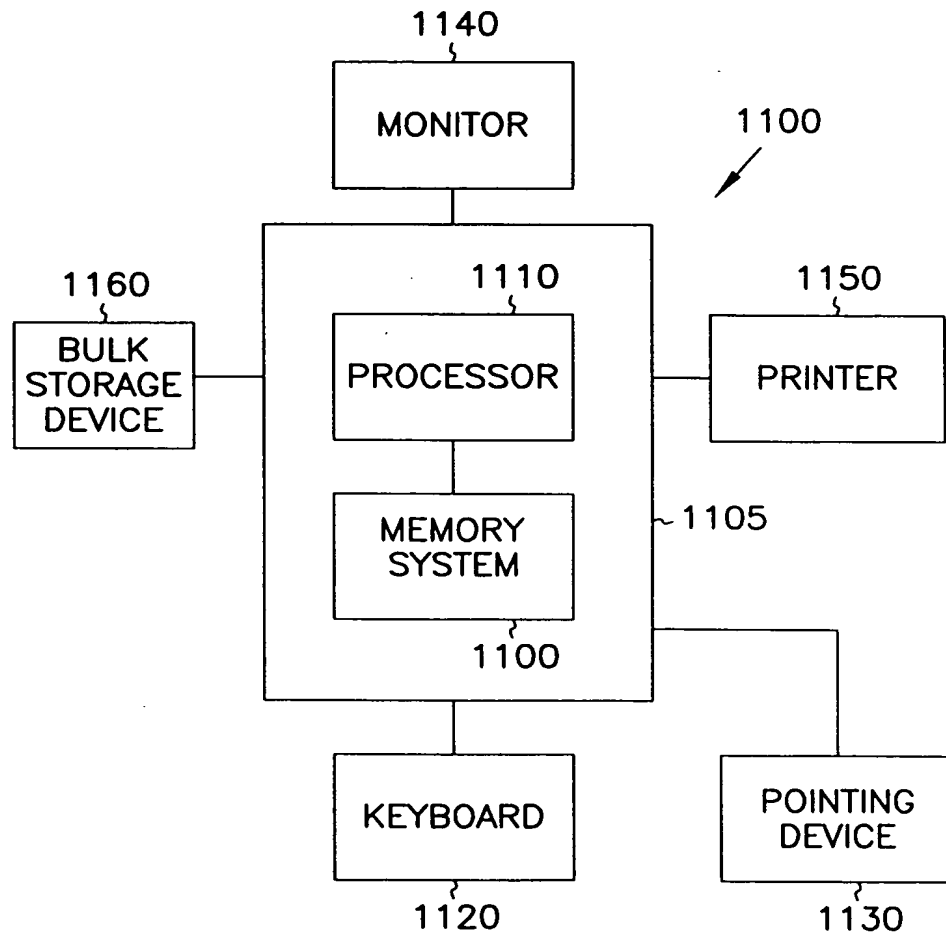 1140
MONITOR
1100
1160
BULK
STORAGE
DEVICE
1110
PROCESSOR
1150
PRINTER
MEMORY
SYSTEM
1100
1105
KEYBOARD
1120
POINTING
DEVICE
1130